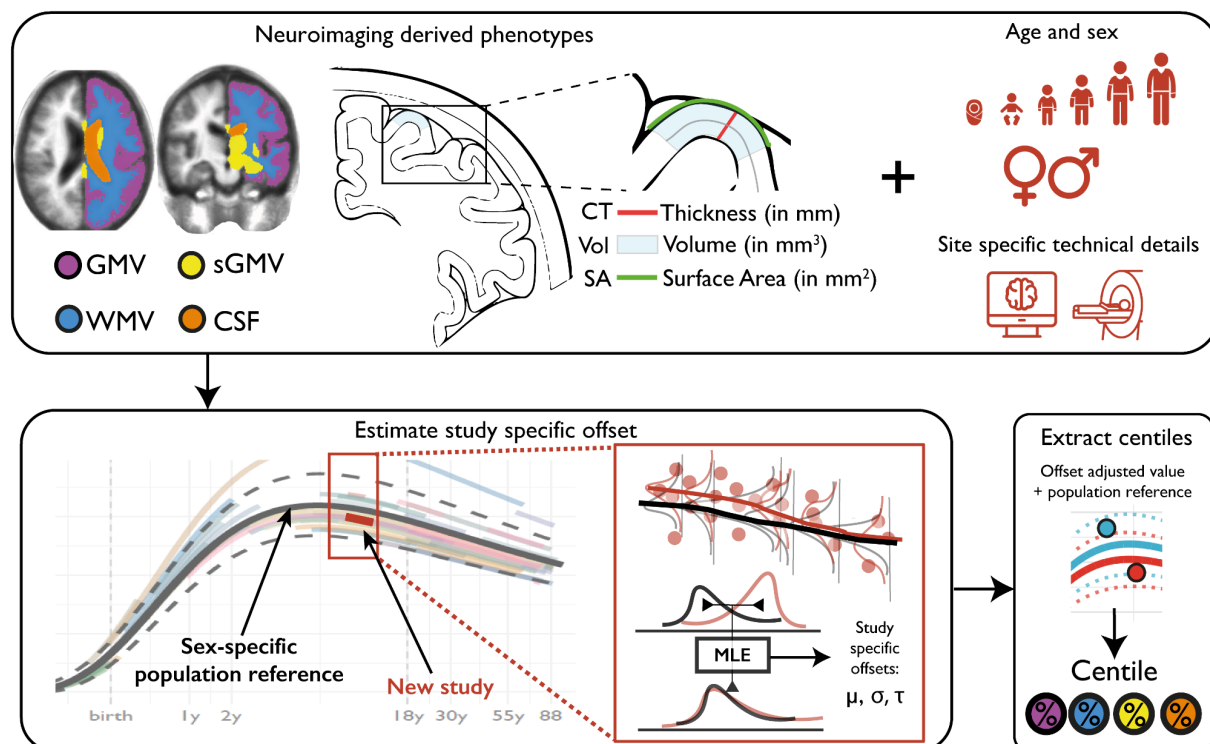 Neuroimaging derived phenotypes
Age and sex
CT Thickness (in mm)
Vol Volume (in mm³)
SA Surface Area (in mm²)
GMV sGMV
WMV CSF
+
Site specific technical details
Estimate study specific offset
Sex-specific
population reference
New study
birth 1y 2y 18y 30y 55y 88
MLE
Study
specific
offsets:
μ, σ, τ
Extract centiles
Offset adjusted value
+ population reference
Centile
% % % %